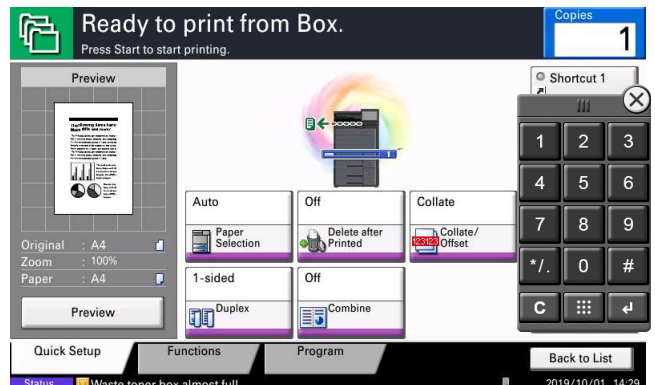 Ready to print from Box.
Press Start to start printing.
Copies
1
Preview
Original : A4
Zoom : 100%
Paper : A4
Preview
1
Auto
Paper
Selection
Off
Delete after
Printed
Collate
123123
Collate/
Offset
1-sided
Duplex
Off
Combine
Shortcut 1
1 2 3
4 5 6
7 8 9
*/. 0 #
C
Quick Setup
Functions
Program
Back to List
Status
Waste toner box almost full.
2019/10/01 14:29